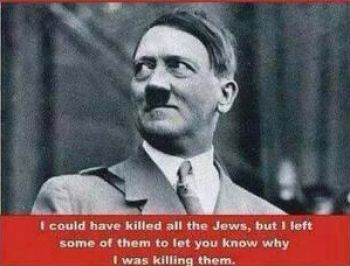 I could have killed all the Jews, but I left
some of them to let you know why
I was killing them.